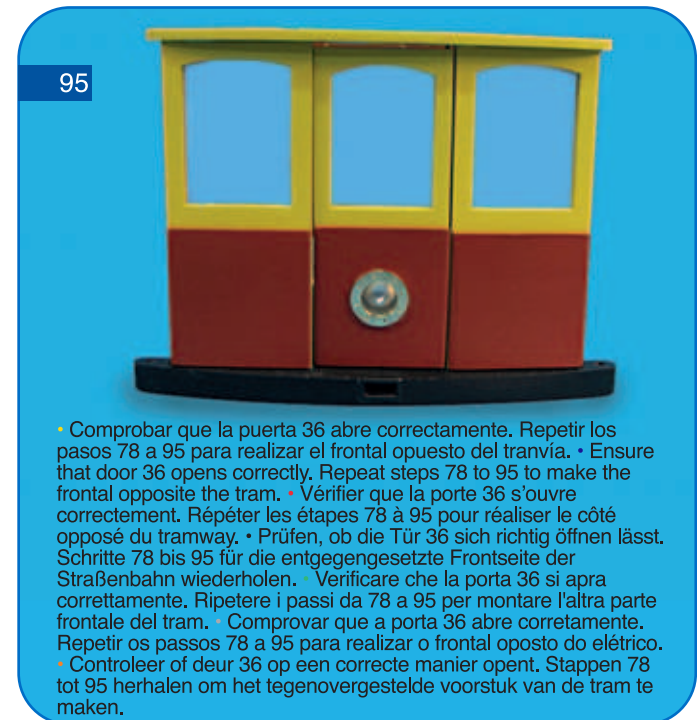 95
• Comprobar que la puerta 36 abre correctamente. Repetir los
pasos 78 a 95 para realizar el frontal opuesto del tranvía. • Ensure
that door 36 opens correctly. Repeat steps 78 to 95 to make the
frontal opposite the tram. • Vérifier que la porte 36 s'ouvre
correctement. Répéter les étapes 78 à 95 pour réaliser le côté
opposé du tramway. • Prüfen, ob die Tür 36 sich richtig öffnen lässt.
Schritte 78 bis 95 für die entgegengesetzte Frontseite der
Straßenbahn wiederholen. • Verificare che la porta 36 si apra
correttamente. Ripetere i passi da 78 a 95 per montare l'altra parte
frontale del tram. • Comprovar que a porta 36 abre corretamente.
Repetir os passos 78 a 95 para realizar o frontal oposto do elétrico.
• Controleer of deur 36 op een correcte manier opent. Stappen 78
tot 95 herhalen om het tegenovergestelde voorstuk van de tram te
maken.